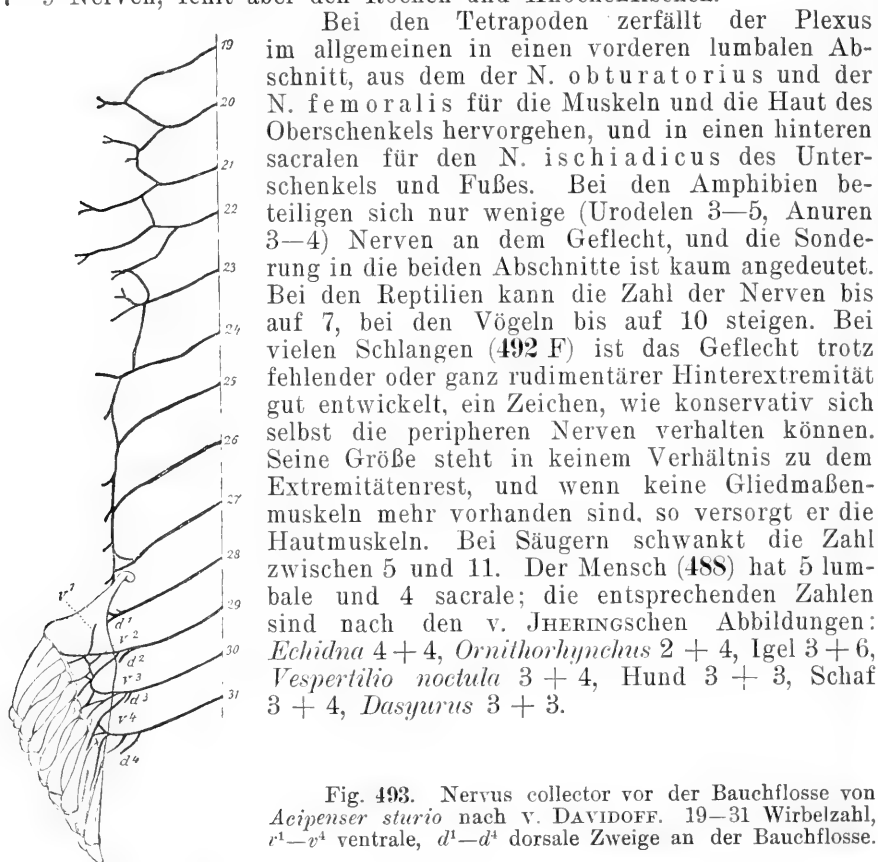 Bei den Tetrapoden zerfällt der Plexus
im allgemeinen in einen vorderen lumbalen Ab-
schnitt, aus dem der N. obturatorius und der
N. femoralis für die Muskeln und die Haut des
Oberschenkels hervorgehen, und in einen hinteren
sacralen für den N. ischiadicus des Unter-
schenkels und Fußes. Bei den Amphibien be-
teiligen sich nur wenige (Urodelen 3—5, Anuren
3—4) Nerven an dem Geflecht, und die Sonde-
rung in die beiden Abschnitte ist kaum angedeutet.
Bei den Reptilien kann die Zahl der Nerven bis
auf 7, bei den Vögeln bis auf 10 steigen. Bei
vielen Schlangen (492 F) ist das Geflecht trotz
fehlender oder ganz rudimentärer Hinterextremität
gut entwickelt, ein Zeichen, wie konservativ sich
selbst die peripheren Nerven verhalten können.
Seine Größe steht in keinem Verhältnis zu dem
Extremitätenrest, und wenn keine Gliedmaßen-
muskeln mehr vorhanden sind, so versorgt er die
Hautmuskeln. Bei Säugern schwankt die Zahl
zwischen 5 und 11. Der Mensch (488) hat 5 lum-
bale und 4 sacrale; die entsprechenden Zahlen
sind nach den v. JHERINGschen Abbildungen:
Echidna 4 + 4, Ornithorhynchus 2 + 4, Igel 3 + 6,
Vespertilio noctula 3 + 4, Hund 3 + 3, Schaf
3 + 4, Dasyurus 3 + 3.
19
20
21
22
23
24
25
26
27
28
29
30
31
v¹
d¹
v²
d²
v³
d³
v⁴
d⁴
Fig. 493. Nervus collector vor der Bauchflosse von
Acipenser sturio nach v. DAVIDOFF. 19—31 Wirbelzahl,
v¹—v⁴ ventrale, d¹—d⁴ dorsale Zweige an der Bauchflosse.